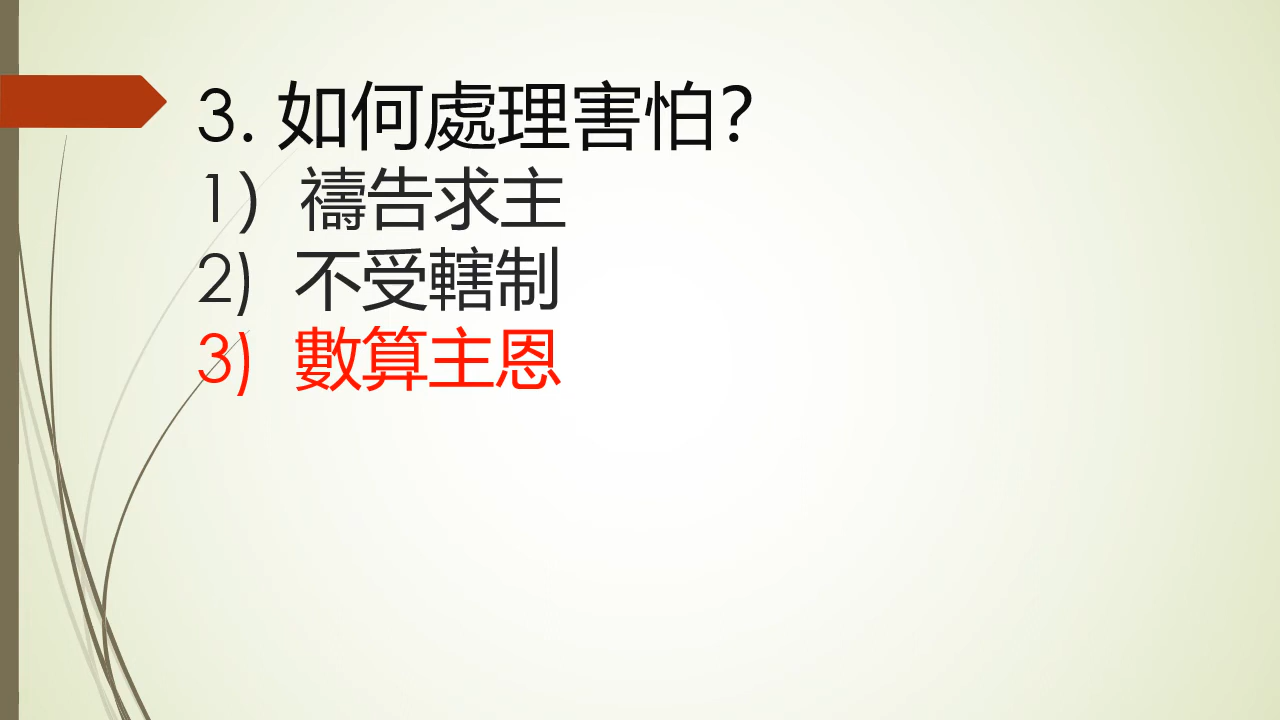 3. 如何處理害怕?
1) 禱告求主
2) 不受轄制
3) 數算主恩